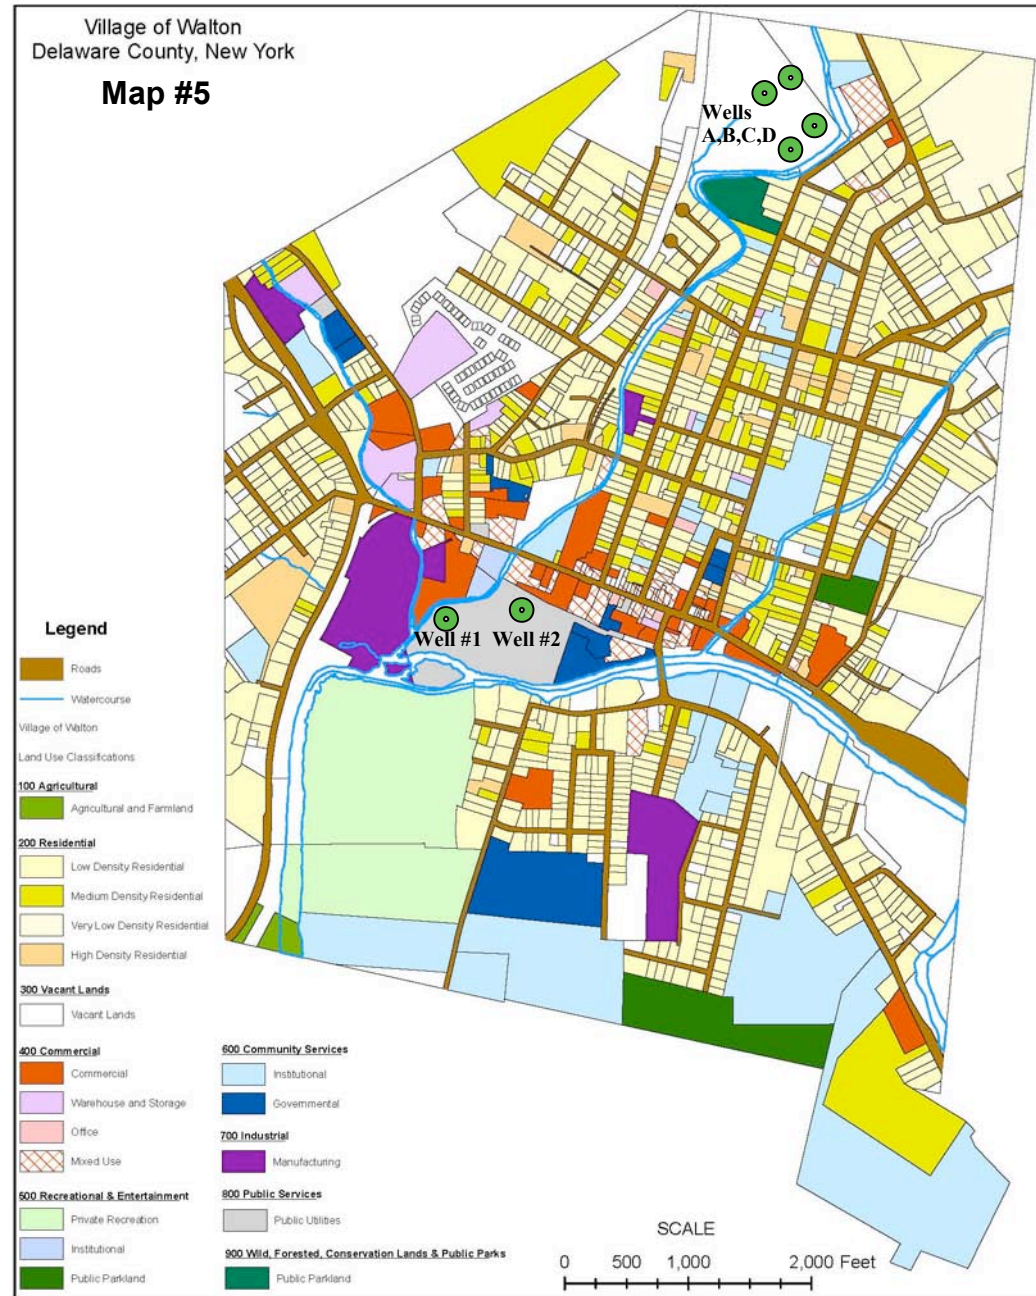 Village of Walton
Delaware County, New York
Map #5
Wells
A,B,C,D
Well #1
Well #2
Legend
Roads
Watercourse
Village of Walton
Land Use Classifications
100 Agricultural
Agricultural and Farmland
200 Residential
Low Density Residential
Medium Density Residential
Very Low Density Residential
High Density Residential
300 Vacant Lands
Vacant Lands
400 Commercial
Commercial
Warehouse and Storage
Office
Mixed Use
500 Recreational & Entertainment
Private Recreation
Institutional
Public Parkland
600 Community Services
Institutional
Governmental
700 Industrial
Manufacturing
800 Public Services
Public Utilities
900 Wild, Forested, Conservation Lands & Public Parks
Public Parkland
SCALE
0 500 1,000 2,000 Feet